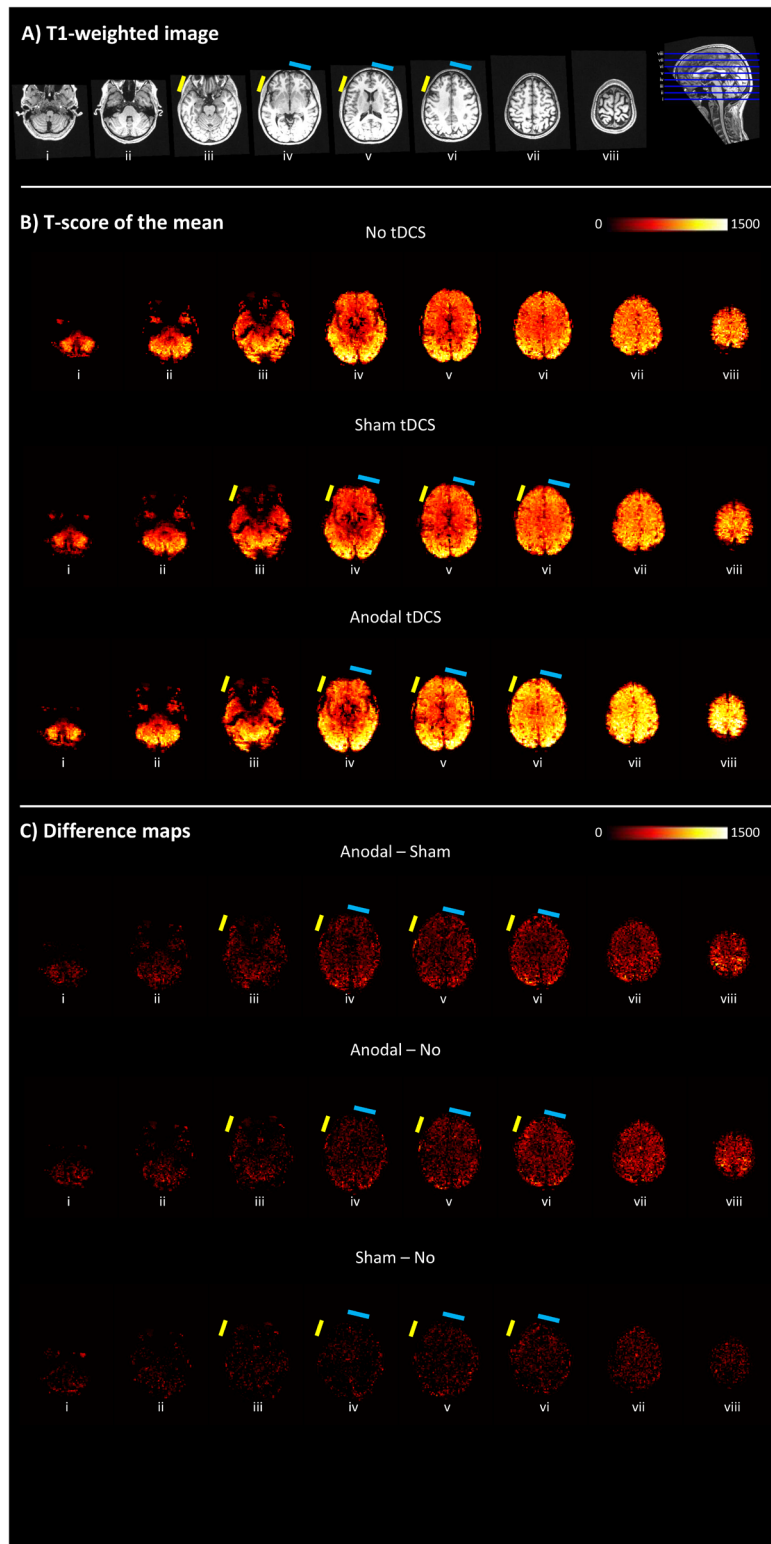 A) T1-weighted image
i ii iii iv v vi vii viii
B) T-score of the mean
0 1500
No tDCS
i ii iii iv v vi vii viii
Sham tDCS
i ii iii iv v vi vii viii
Anodal tDCS
i ii iii iv v vi vii viii
C) Difference maps
0 1500
Anodal – Sham
i ii iii iv v vi vii viii
Anodal – No
i ii iii iv v vi vii viii
Sham – No
i ii iii iv v vi vii viii